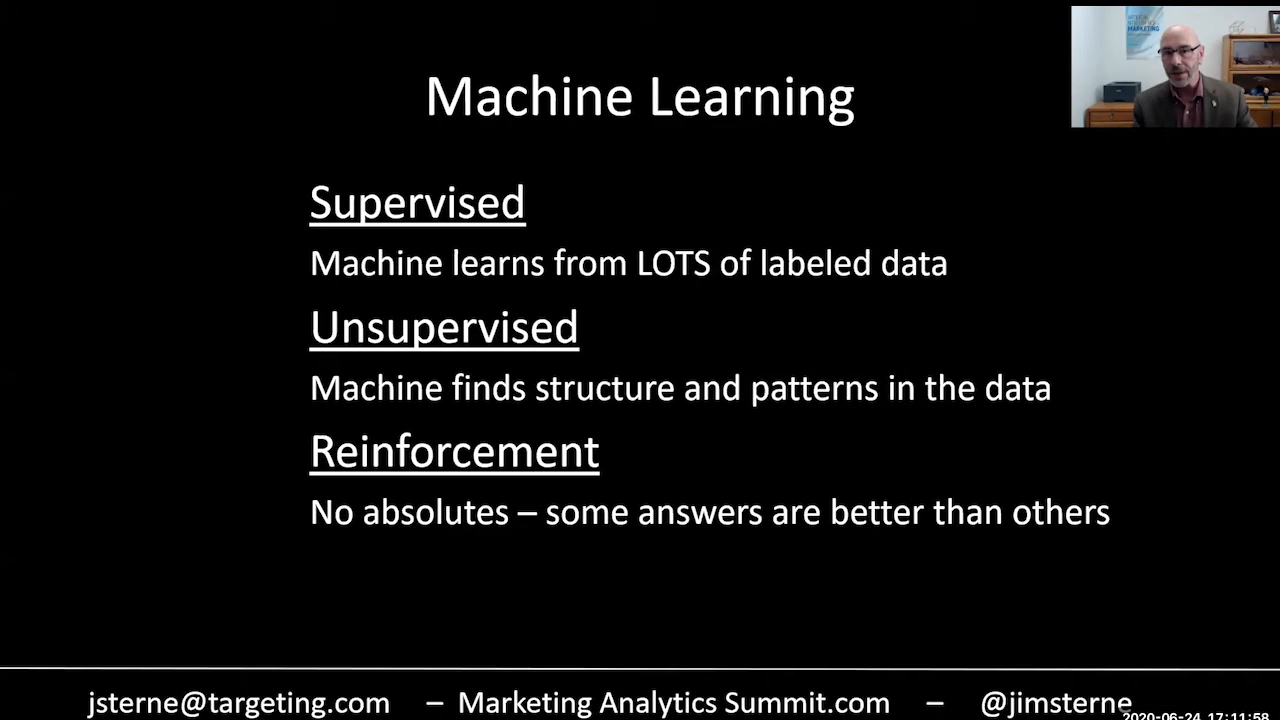 Machine Learning
Supervised
Machine learns from LOTS of labeled data
Unsupervised
Machine finds structure and patterns in the data
Reinforcement
No absolutes – some answers are better than others
jsterne@targeting.com – Marketing Analytics Summit.com – @jimsterne
2020-06-24 17:11:58
MARKETING